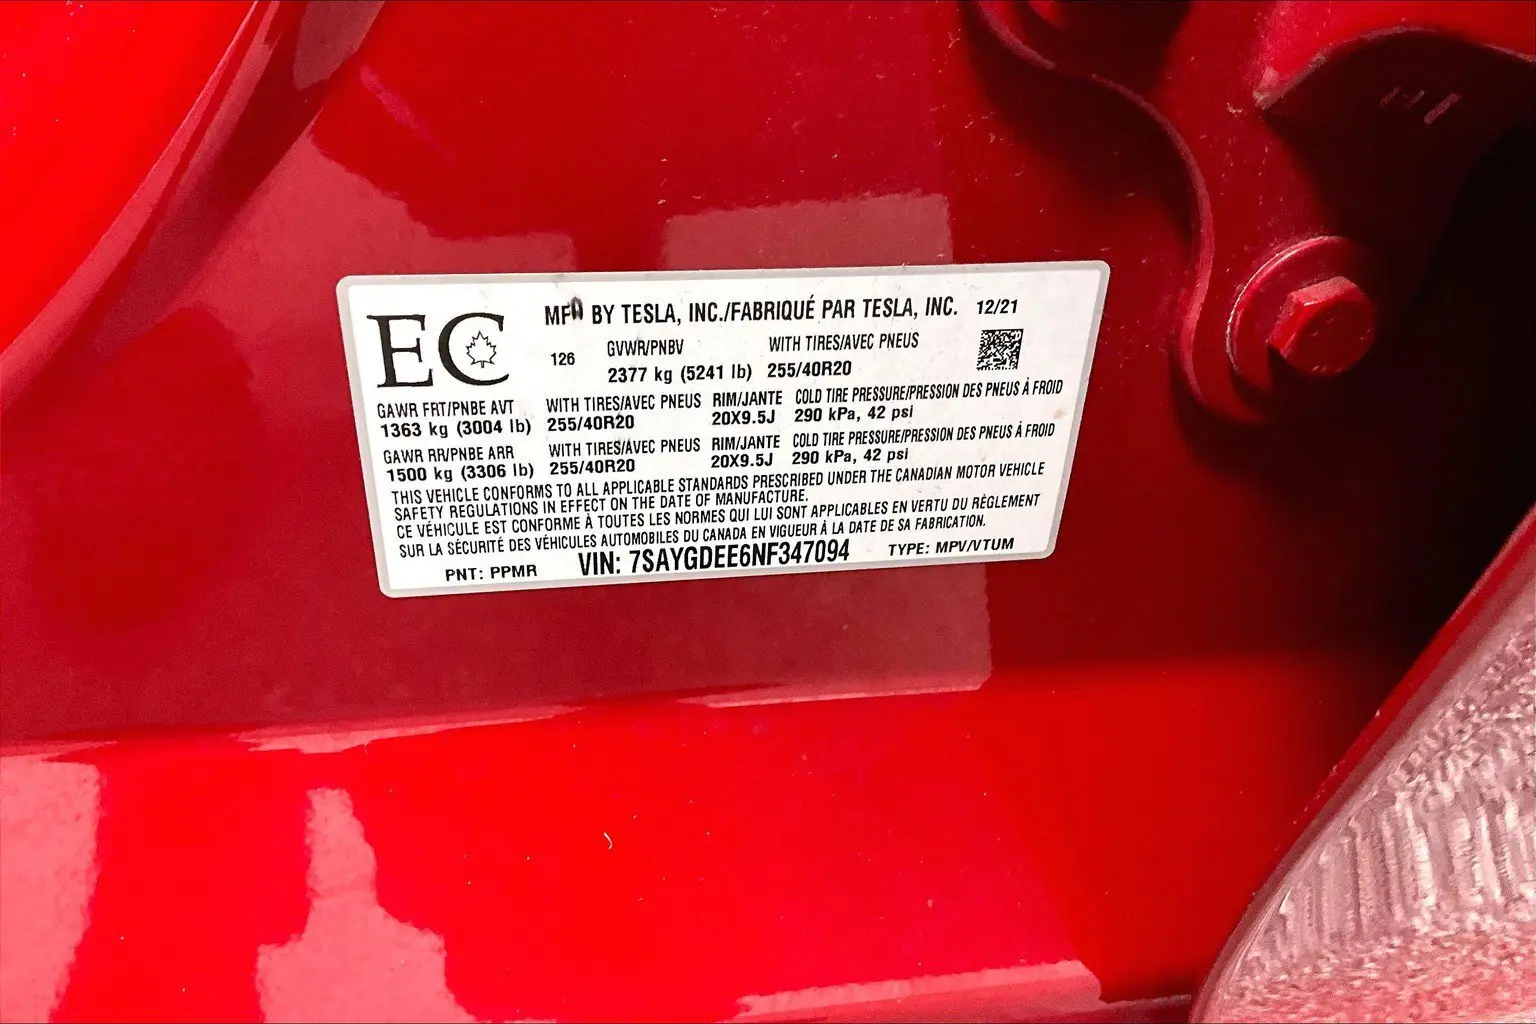 EC
MFD BY TESLA, INC./FABRIQUÉ PAR TESLA, INC. 12/21
126 GVWR/PNBV WITH TIRES/AVEC PNEUS
2377 kg (5241 lb) 255/40R20
GAWR FRT/PNBE AVT WITH TIRES/AVEC PNEUS RIM/JANTE COLD TIRE PRESSURE/PRESSION DES PNEUS À FROID
1363 kg (3004 lb) 255/40R20 20X9.5J 290 kPa, 42 psi
GAWR RR/PNBE ARR WITH TIRES/AVEC PNEUS RIM/JANTE COLD TIRE PRESSURE/PRESSION DES PNEUS À FROID
1500 kg (3306 lb) 255/40R20 20X9.5J 290 kPa, 42 psi
THIS VEHICLE CONFORMS TO ALL APPLICABLE STANDARDS PRESCRIBED UNDER THE CANADIAN MOTOR VEHICLE
SAFETY REGULATIONS IN EFFECT ON THE DATE OF MANUFACTURE.
CE VÉHICULE EST CONFORME À TOUTES LES NORMES QUI LUI SONT APPLICABLES EN VERTU DU RÈGLEMENT
SUR LA SÉCURITÉ DES VÉHICULES AUTOMOBILES DU CANADA EN VIGUEUR À LA DATE DE SA FABRICATION.
PNT: PPMR VIN: 7SAYGDEE6NF347094 TYPE: MPV/VTUM